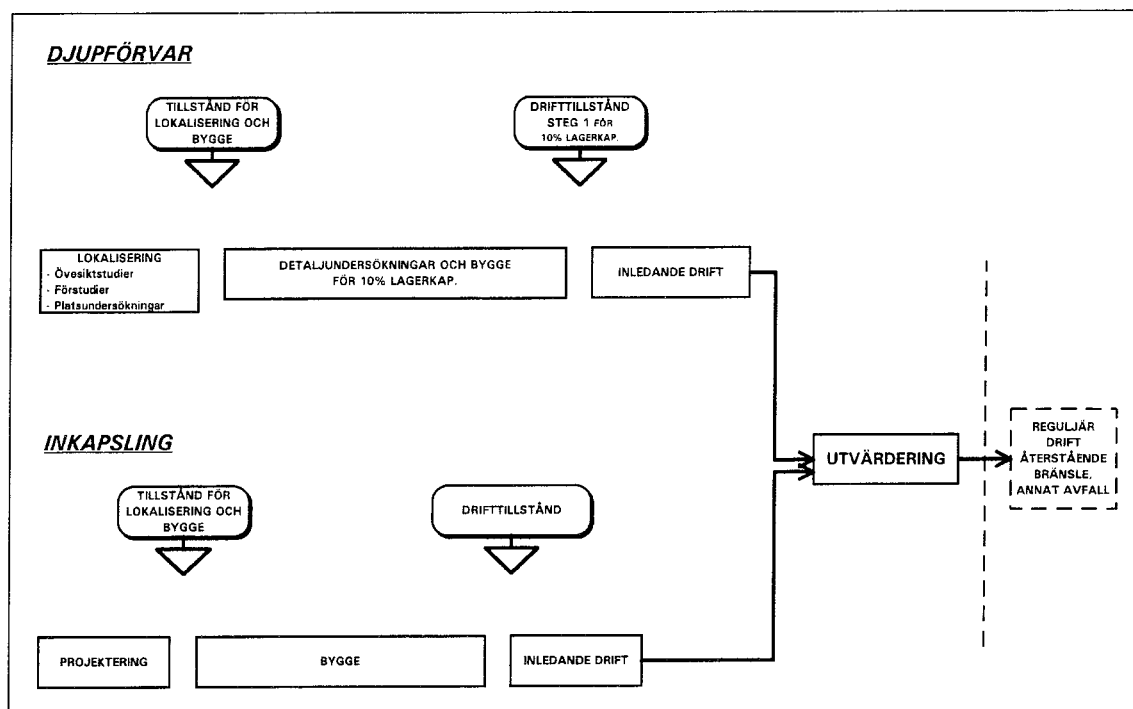 DJUPFÖRVAR
TILLSTÅND FÖR
LOKALISERING OCH
BYGGE
DRIFTTILLSTÅND
STEG 1 FÖR
10% LAGERKAP.
LOKALISERING
- Övesiktstudier
- Förstudier
- Platsundersökningar
DETALJUNDERSÖKNINGAR OCH BYGGE
FÖR 10% LAGERKAP.
INLEDANDE DRIFT
INKAPSLING
TILLSTÅND FÖR
LOKALISERING OCH
BYGGE
DRIFTTILLSTÅND
PROJEKTERING
BYGGE
INLEDANDE DRIFT
UTVÄRDERING
REGULJÄR
DRIFT
ÅTERSTÅENDE
BRÄNSLE,
ANNAT AVFALL